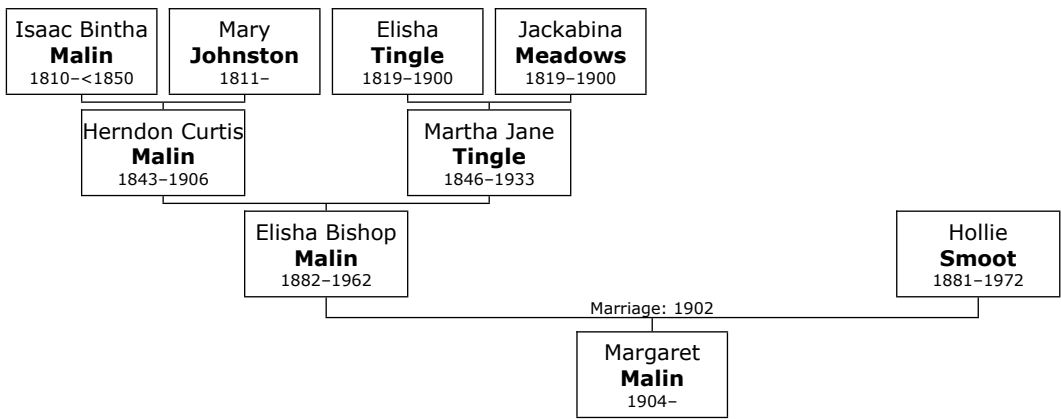 Isaac Bintha
Malin
1810–<1850
Mary
Johnston
1811–
Elisha
Tingle
1819–1900
Jackabina
Meadows
1819–1900
Herndon Curtis
Malin
1843–1906
Martha Jane
Tingle
1846–1933
Elisha Bishop
Malin
1882–1962
Hollie
Smoot
1881–1972
Marriage: 1902
Margaret
Malin
1904–